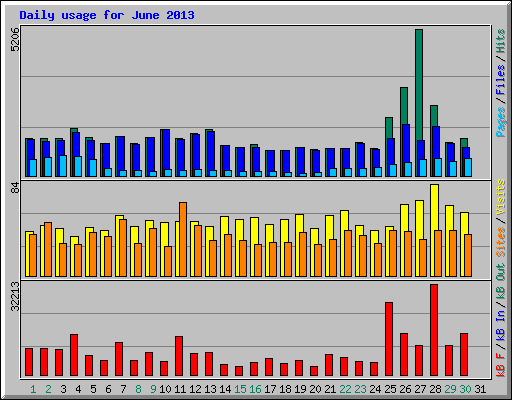 Daily usage for June 2013
5206
84
32213
Pages / Files / Hits
Sites / Visits
kB F / kB In / kB Out
1 2 3 4 5 6 7 8 9 10 11 12 13 14 15 16 17 18 19 20 21 22 23 24 25 26 27 28 29 30 31